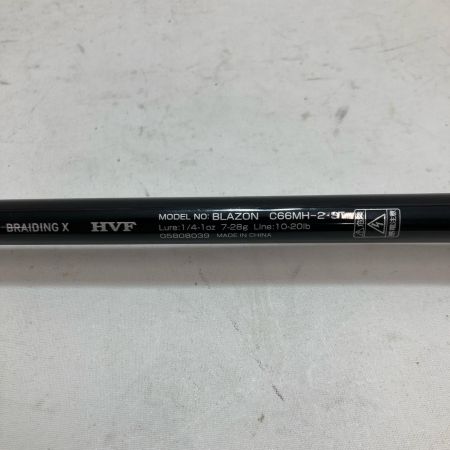 BRAIDING X HVF
MODEL NO: BLAZON C66MH-2・ST
Lure:1/4-1oz 7-28g Line:10-20lb
05808039 MADE IN CHINA